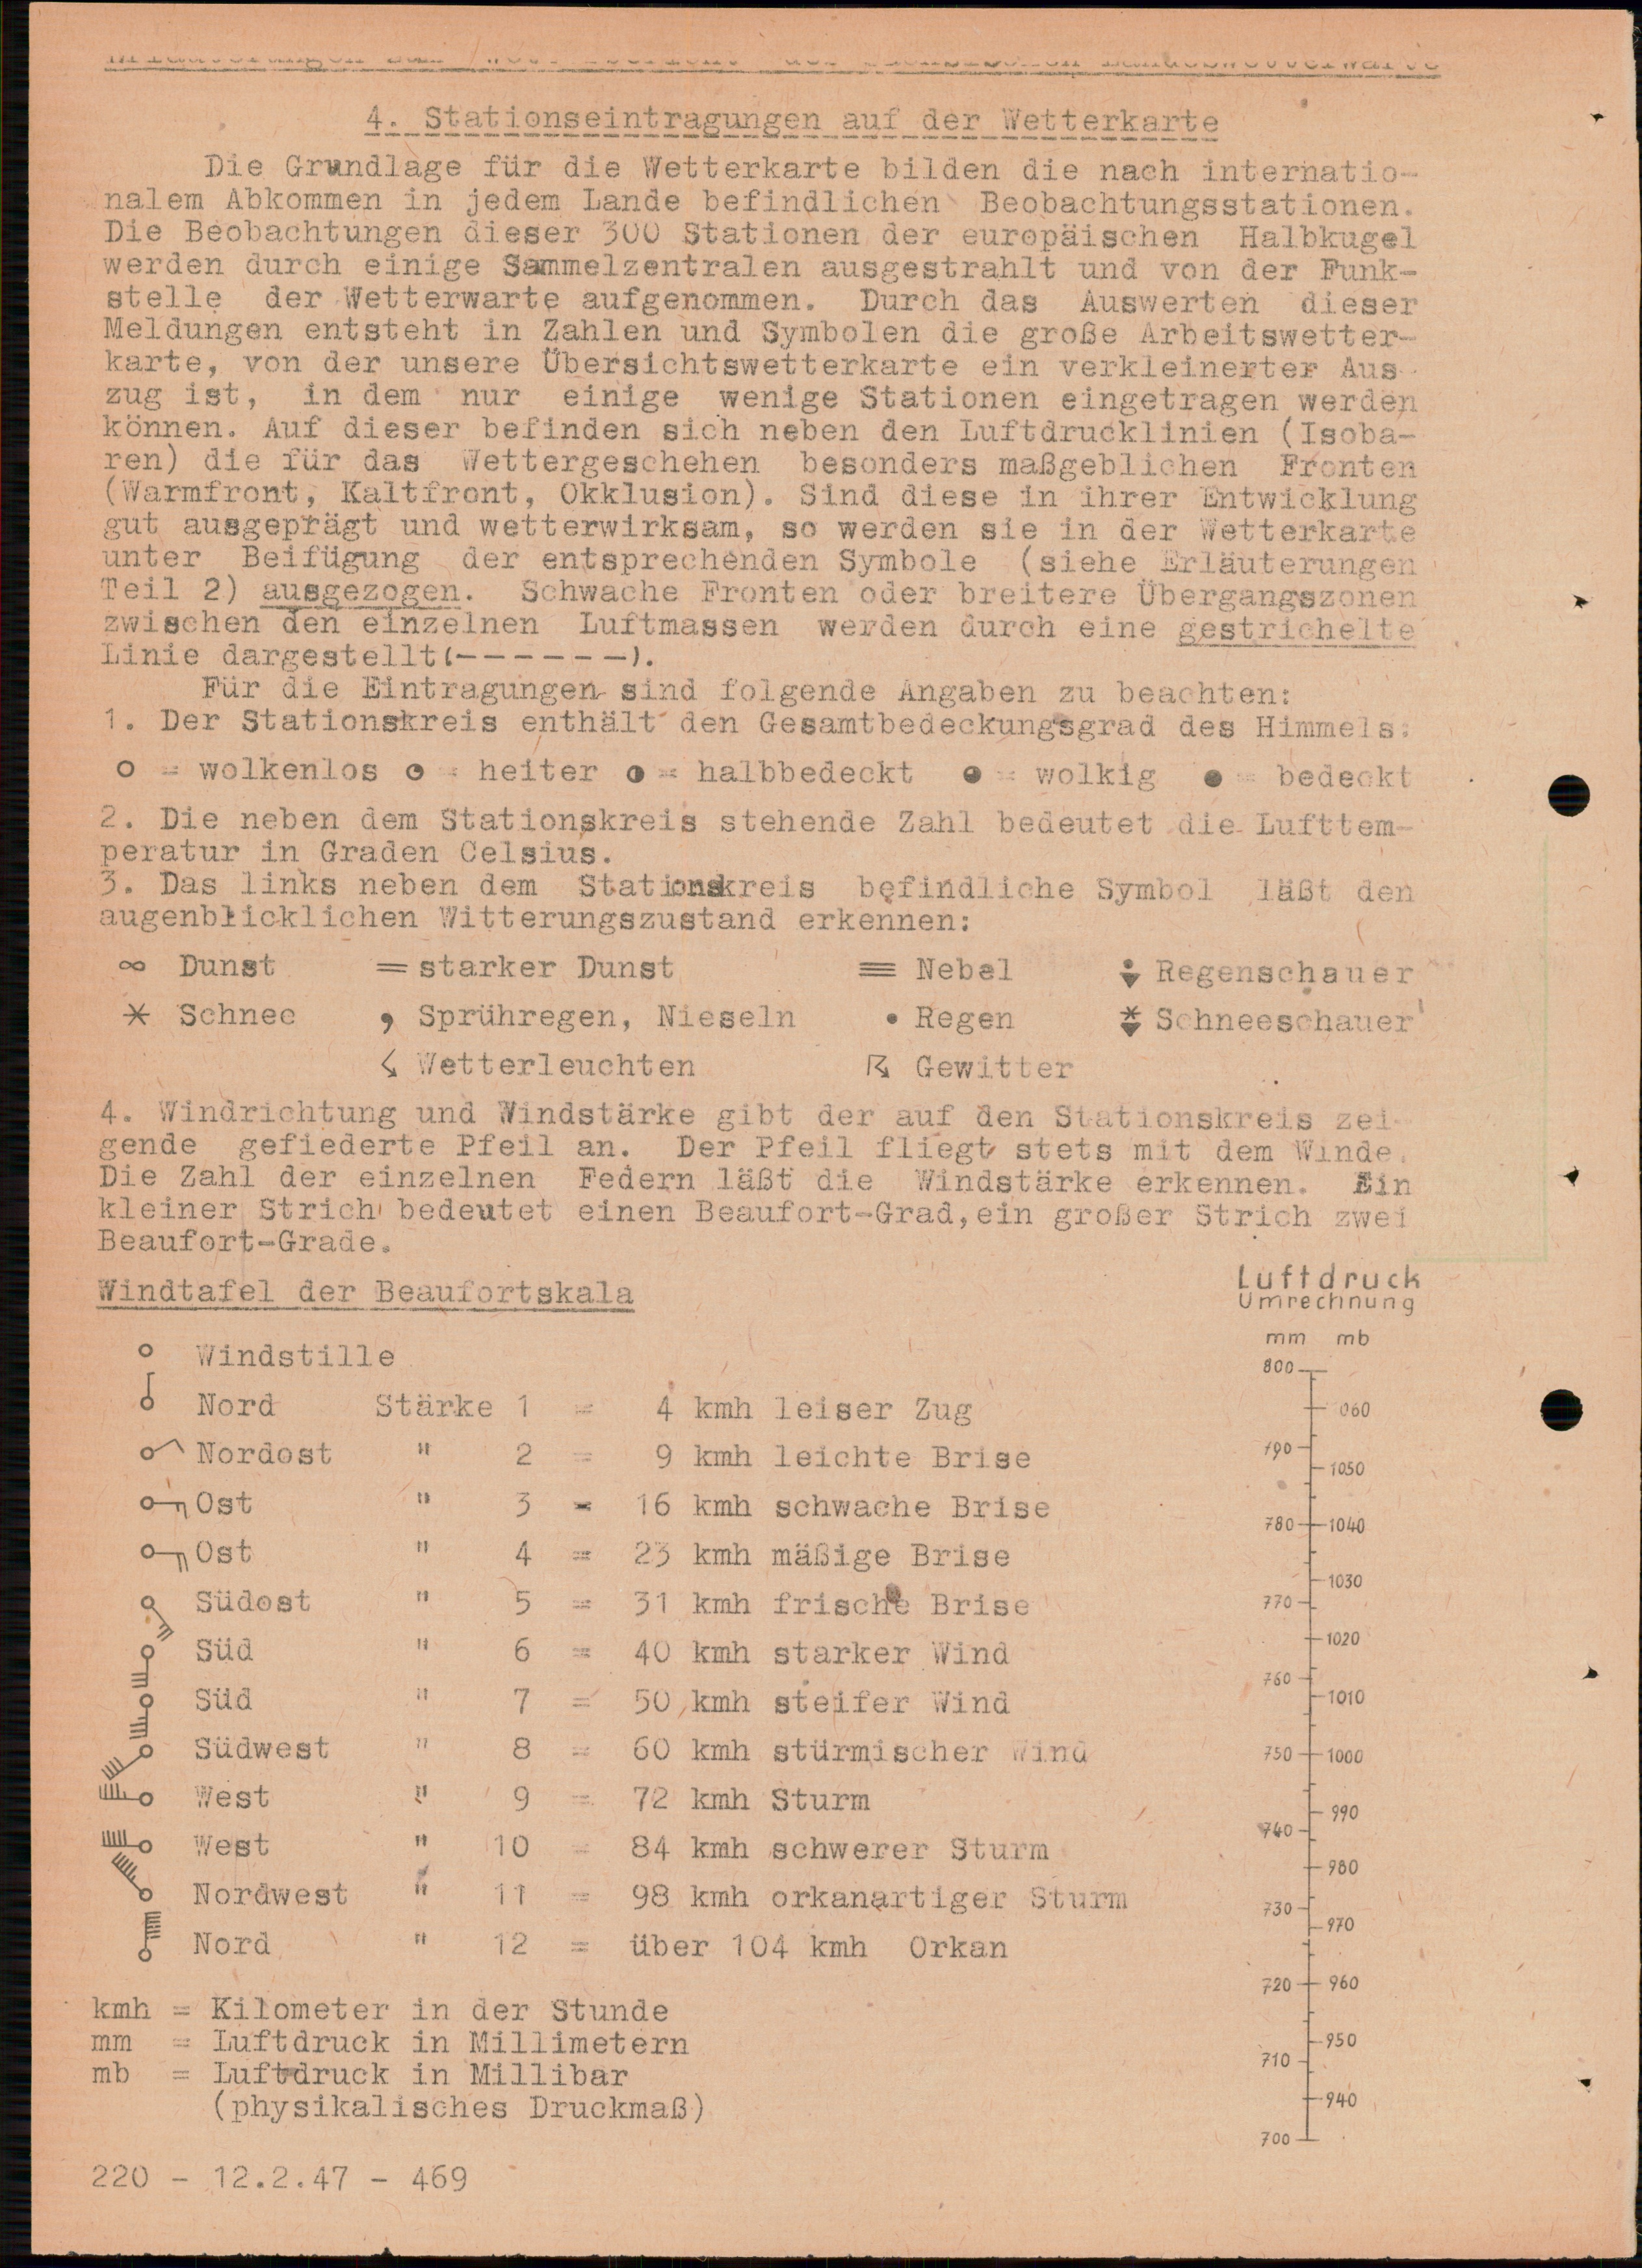 4. Stationseintragungen auf der Wetterkarte
Die Grundlage für die Wetterkarte bilden die nach internatio-
nalem Abkommen in jedem Lande befindlichen Beobachtungsstationen.
Die Beobachtungen dieser 300 Stationen der europäischen Halbkugel
werden durch einige Sammelzentralen ausgestrahlt und von der Funk-
stelle der Wetterwarte aufgenommen. Durch das Auswerten dieser
Meldungen entsteht in Zahlen und Symbolen die große Arbeitswetter-
karte, von der unsere Übersichtswetterkarte ein verkleinerter Aus-
zug ist, in dem nur einige wenige Stationen eingetragen werden
können. Auf dieser befinden sich neben den Luftdrucklinien (Isoba-
ren) die für das Wettergeschehen besonders maßgeblichen Fronten
(Warmfront, Kaltfront, Okklusion). Sind diese in ihrer Entwicklung
gut ausgeprägt und wetterwirksam, so werden sie in der Wetterkarte
unter Beifügung der entsprechenden Symbole (siehe Erläuterungen
Teil 2) ausgezogen. Schwache Fronten oder breitere Übergangszonen
zwischen den einzelnen Luftmassen werden durch eine gestrichelte
Linie dargestellt(-------).
Für die Eintragungen sind folgende Angaben zu beachten:
1. Der Stationskreis enthält den Gesamtbedeckungsgrad des Himmels:
○ = wolkenlos ◔ = heiter ◑ = halbbedeckt ◕ = wolkig ● = bedeckt
2. Die neben dem Stationskreis stehende Zahl bedeutet die Lufttem-
peratur in Graden Celsius.
3. Das links neben dem Stationskreis befindliche Symbol läßt den
augenblicklichen Witterungszustand erkennen:
∞ Dunst = starker Dunst ≡ Nebel Regenschauer
* Schnee , Sprühregen, Nieseln • Regen Schneeschauer
Wetterleuchten Gewitter
4. Windrichtung und Windstärke gibt der auf den Stationskreis zei-
gende gefiederte Pfeil an. Der Pfeil fliegt stets mit dem Winde.
Die Zahl der einzelnen Federn läßt die Windstärke erkennen. Ein
kleiner Strich bedeutet einen Beaufort-Grad, ein großer Strich zwei
Beaufort-Grade.
Windtafel der Beaufortskala
Windstille
Nord Stärke 1 = 4 kmh leiser Zug
Nordost " 2 = 9 kmh leichte Brise
Ost " 3 = 16 kmh schwache Brise
Ost " 4 = 23 kmh mäßige Brise
Südost " 5 = 31 kmh frische Brise
Süd " 6 = 40 kmh starker Wind
Süd " 7 = 50 kmh steifer Wind
Südwest " 8 = 60 kmh stürmischer Wind
West " 9 = 72 kmh Sturm
West " 10 = 84 kmh schwerer Sturm
Nordwest " 11 = 98 kmh orkanartiger Sturm
Nord " 12 = über 104 kmh Orkan
kmh = Kilometer in der Stunde
mm = Luftdruck in Millimetern
mb = Luftdruck in Millibar
(physikalisches Druckmaß)
220 - 12.2.47 - 469
Luftdruck
Umrechnung
mm mb
800
060
790
1050
780 1040
1030
770
1020
760
1010
750 1000
990
740
980
730
970
720 960
950
710
940
700